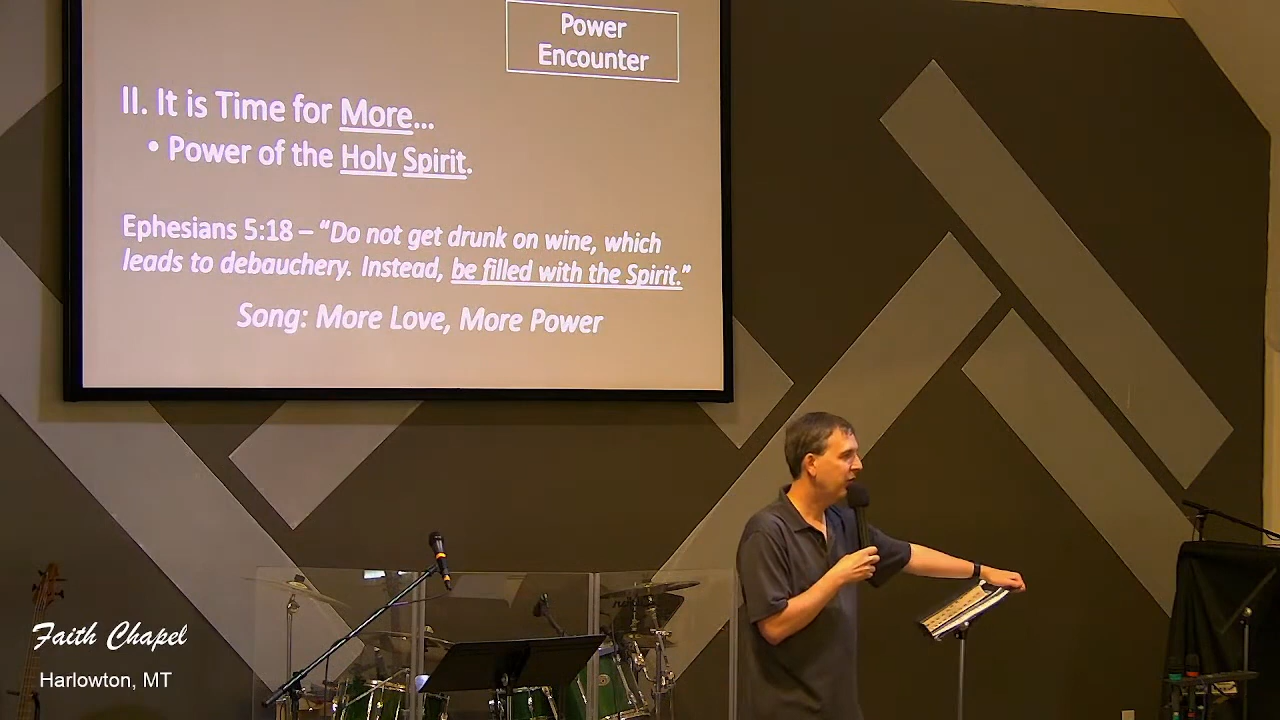 Power
Encounter
II. It is Time for More...
• Power of the Holy Spirit.
Ephesians 5:18 – “Do not get drunk on wine, which
leads to debauchery. Instead, be filled with the Spirit.”
Song: More Love, More Power
Faith Chapel
Harlowton, MT